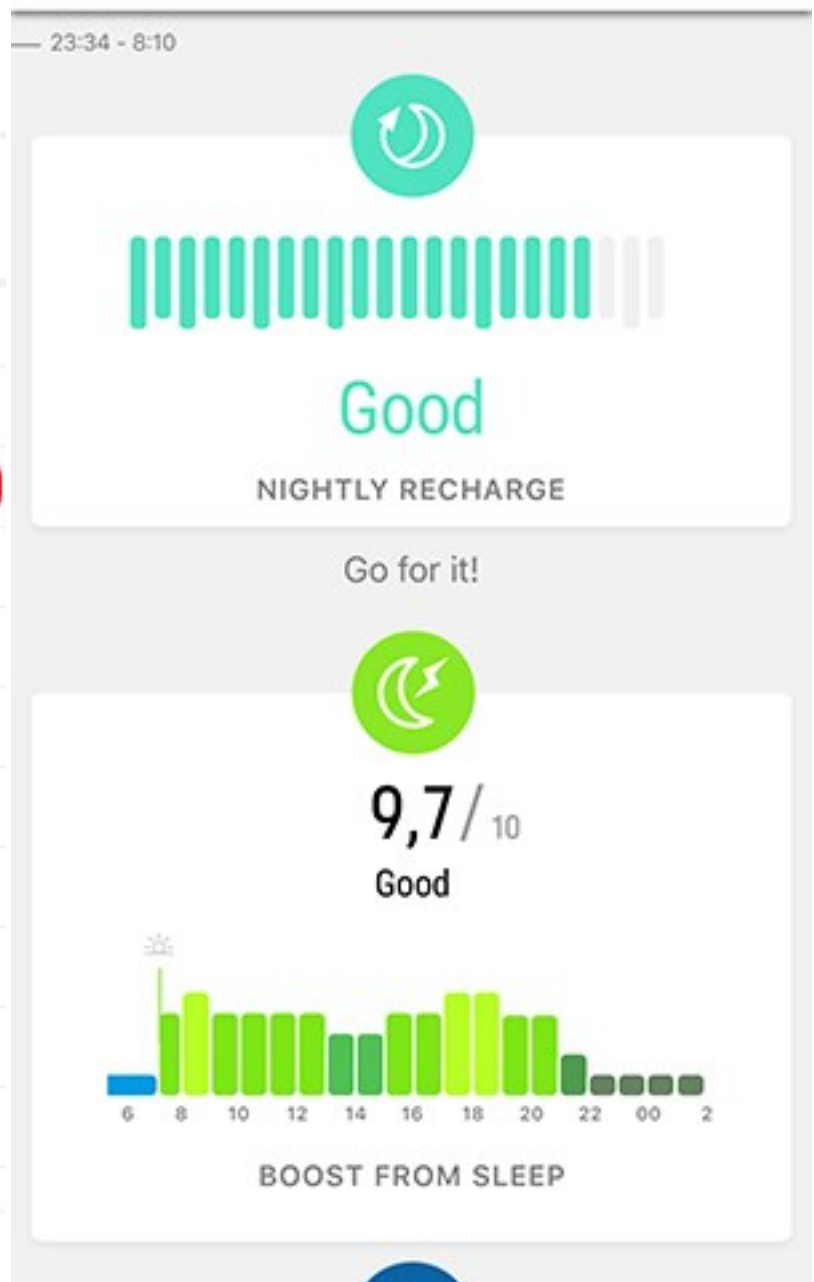 23:34 - 8:10
Good
NIGHTLY RECHARGE
Go for it!
9,7/ 10
Good
6 8 10 12 14 16 18 20 22 00 2
BOOST FROM SLEEP